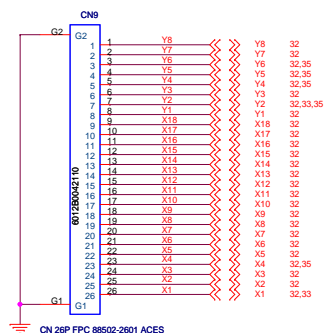 CN9
G2 G2
1 1 Y8 Y8 32
2 2 Y7 Y7 32
3 3 Y6 Y6 32,35
4 4 Y5 Y5 32,35
5 5 Y4 Y4 32,35
6 6 Y3 Y3 32
7 7 Y2 Y2 32,33,35
8 8 Y1 Y1 32
9 9 X18 X18 32
10 10 X17 X17 32
11 11 X16 X16 32
12 12 X15 X15 32
13 13 X14 X14 32
14 14 X13 X13 32
15 15 X12 X12 32
16 16 X11 X11 32
17 17 X10 X10 32
18 18 X9 X9 32
19 19 X8 X8 32
20 20 X7 X7 32
21 21 X6 X6 32
22 22 X5 X5 32
23 23 X4 X4 32,35
24 24 X3 X3 32
25 25 X2 X2 32
26 26 X1 X1 32,33
G1 G1
6012B0042110
CN 26P FPC 88502-2601 ACES